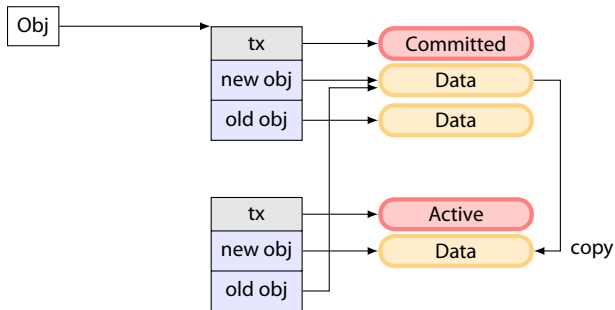 Obj
tx
Committed
new obj
Data
old obj
Data
tx
Active
new obj
Data
copy
old obj